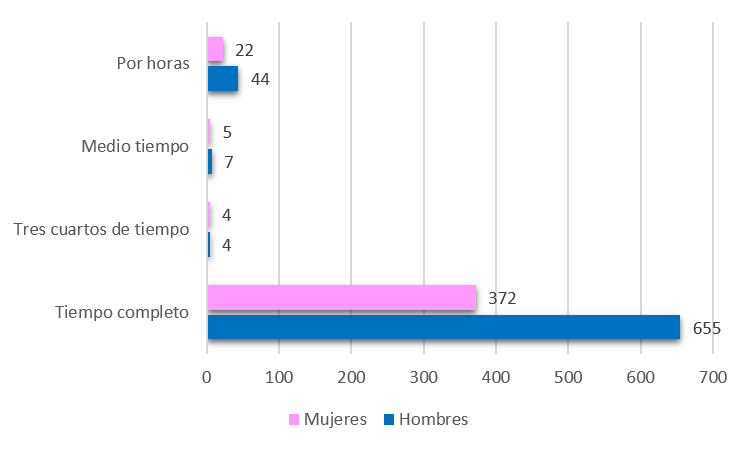 Por horas
22
44
Medio tiempo
5
7
Tres cuartos de tiempo
4
4
Tiempo completo
372
655
0 100 200 300 400 500 600 700
Mujeres Hombres